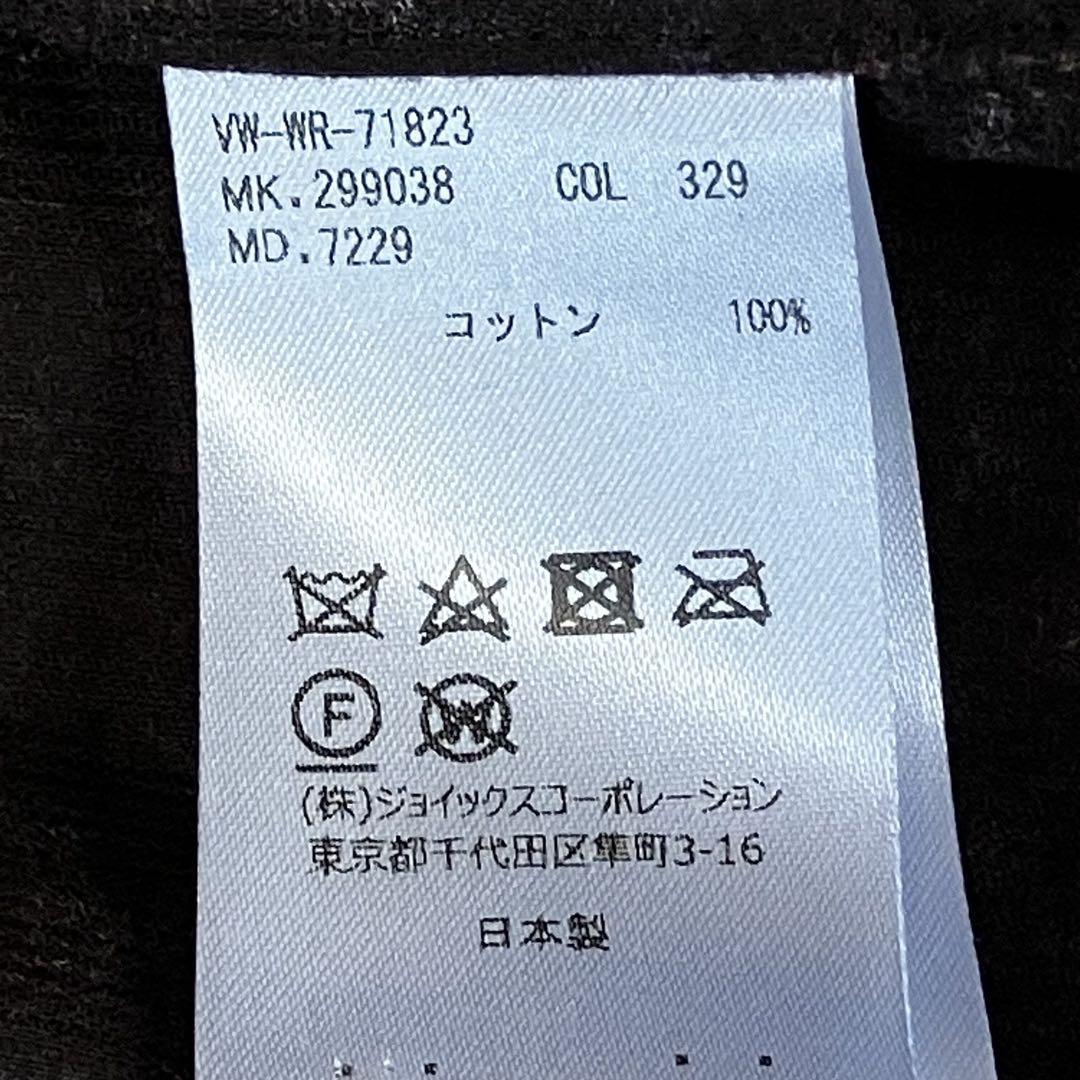 VW-WR-71823
MK.299038 COL 329
MD.7229
コットン 100%
F
W
(株)ジョイックスコーポレーション
東京都千代田区隼町3-16
日本製